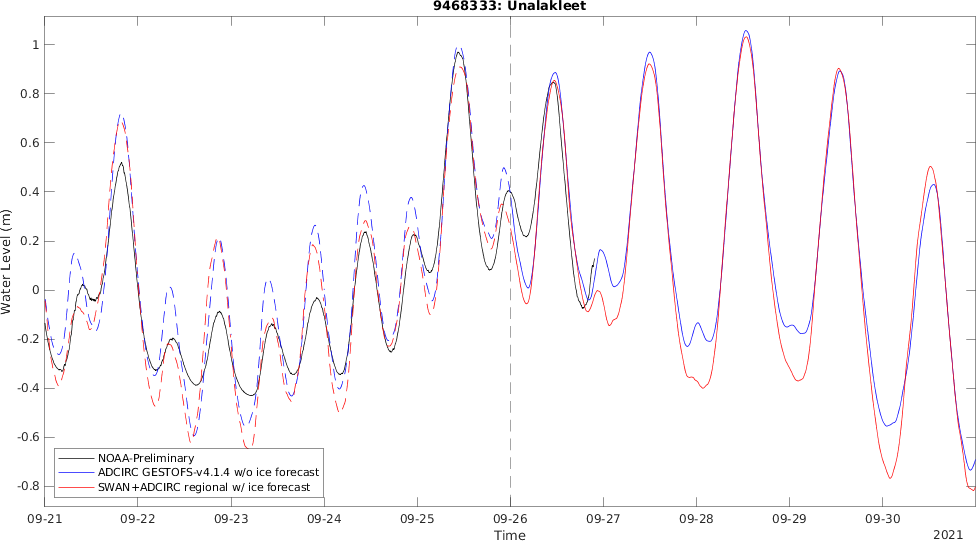 9468333: Unalakleet
Water Level (m)
1
0.8
0.6
0.4
0.2
0
-0.2
-0.4
-0.6
-0.8
NOAA-Preliminary
ADCIRC GESTOFS-v4.1.4 w/o ice forecast
SWAN+ADCIRC regional w/ ice forecast
09-21 09-22 09-23 09-24 09-25 09-26 09-27 09-28 09-29 09-30
Time
2021